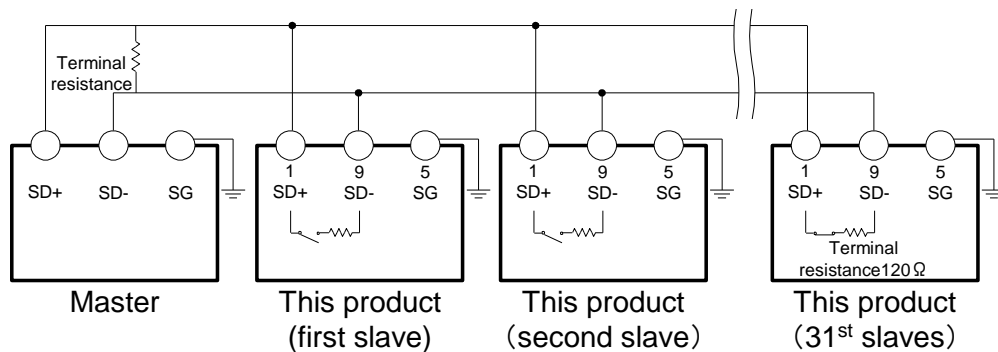 Terminal
resistance
1 9 5 1 9 5 1 9 5
SD+ SD- SG SD+ SD- SG SD+ SD- SG SD+ SD- SG
Terminal
resistance120Ω
Master This product This product This product
(first slave) （second slave） （31st slaves）